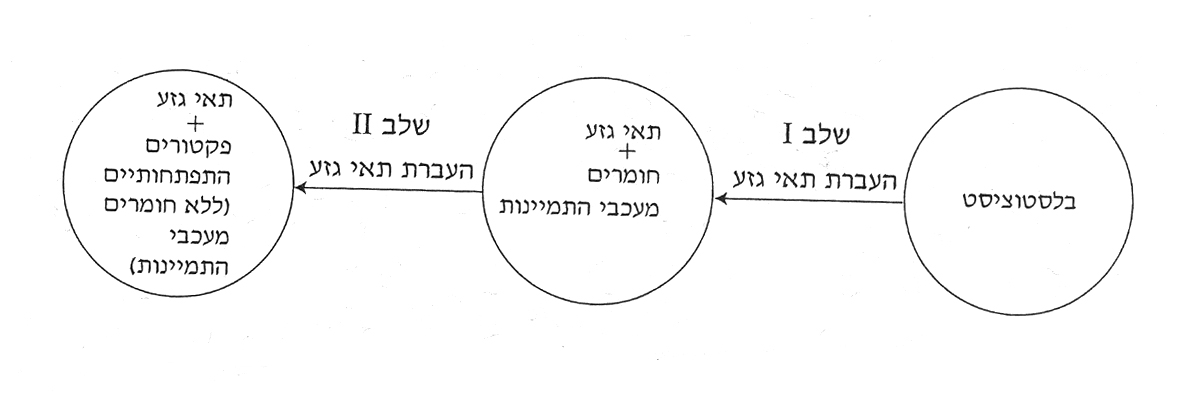 בלסטוציסט
שלב I
העברת תאי גזע
תאי גזע
+
חומרים
מעכבי התמיינות
שלב II
העברת תאי גזע
תאי גזע
+
פקטורים
התפתחותיים
(ללא חומרים
מעכבי
התמיינות)